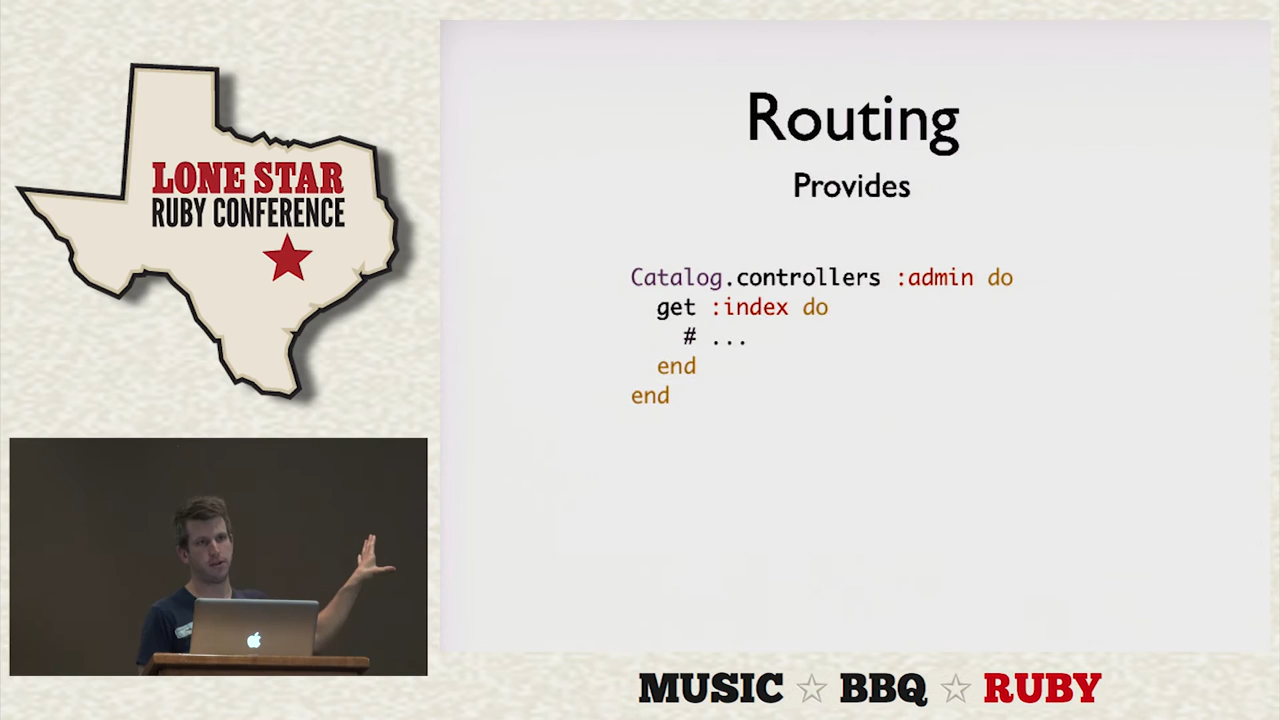 LONE STAR
RUBY CONFERENCE
Routing
Provides
Catalog.controllers :admin do
  get :index do
    # ...
  end
end
MUSIC ☆ BBQ ☆ RUBY